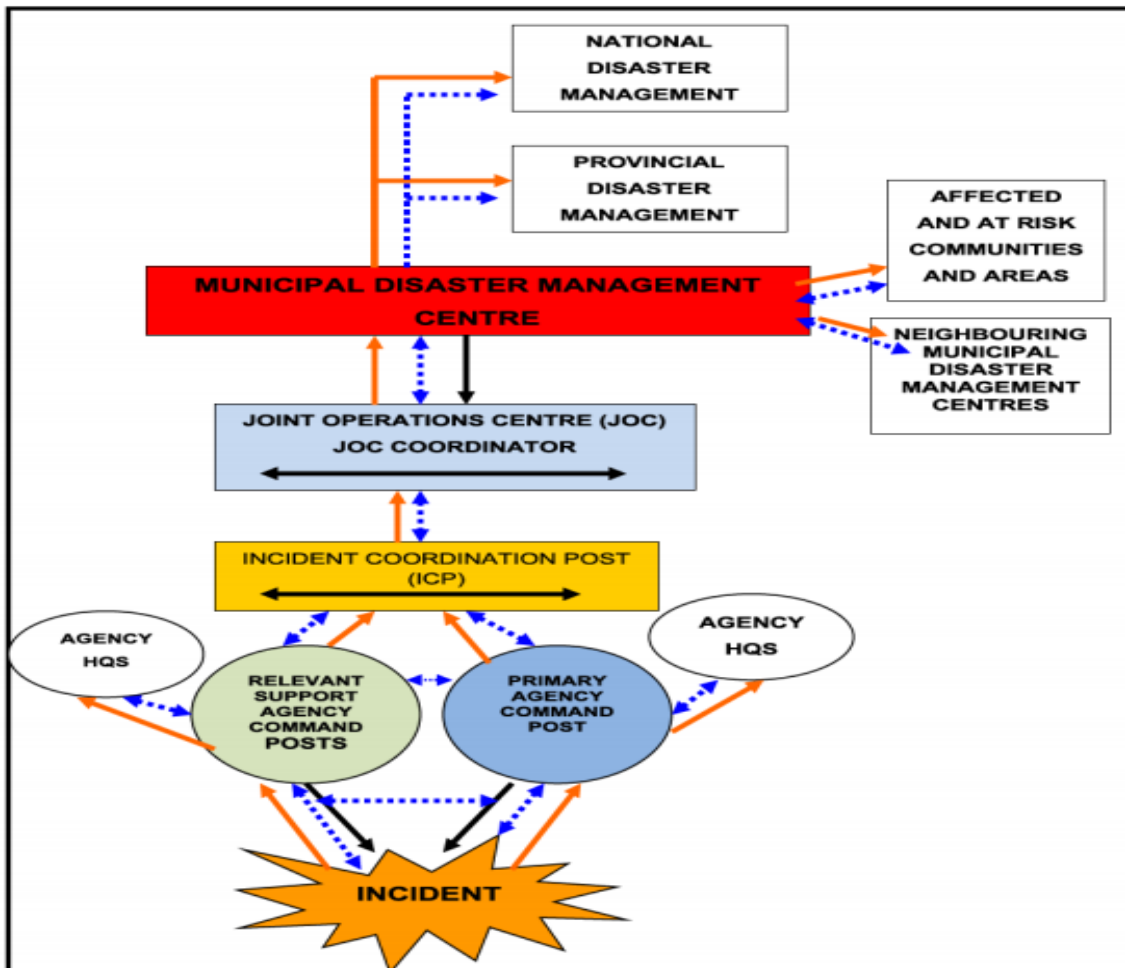 NATIONAL
DISASTER
MANAGEMENT
PROVINCIAL
DISASTER
MANAGEMENT
AFFECTED
AND AT RISK
COMMUNITIES
AND AREAS
MUNICIPAL DISASTER MANAGEMENT
CENTRE
NEIGHBOURING
MUNICIPAL
DISASTER
MANAGEMENT
CENTRES
JOINT OPERATIONS CENTRE (JOC)
JOC COORDINATOR
INCIDENT COORDINATION POST
(ICP)
AGENCY
HQS
AGENCY
HQS
RELEVANT
SUPPORT
AGENCY
COMMAND
POSTS
PRIMARY
AGENCY
COMMAND
POST
INCIDENT